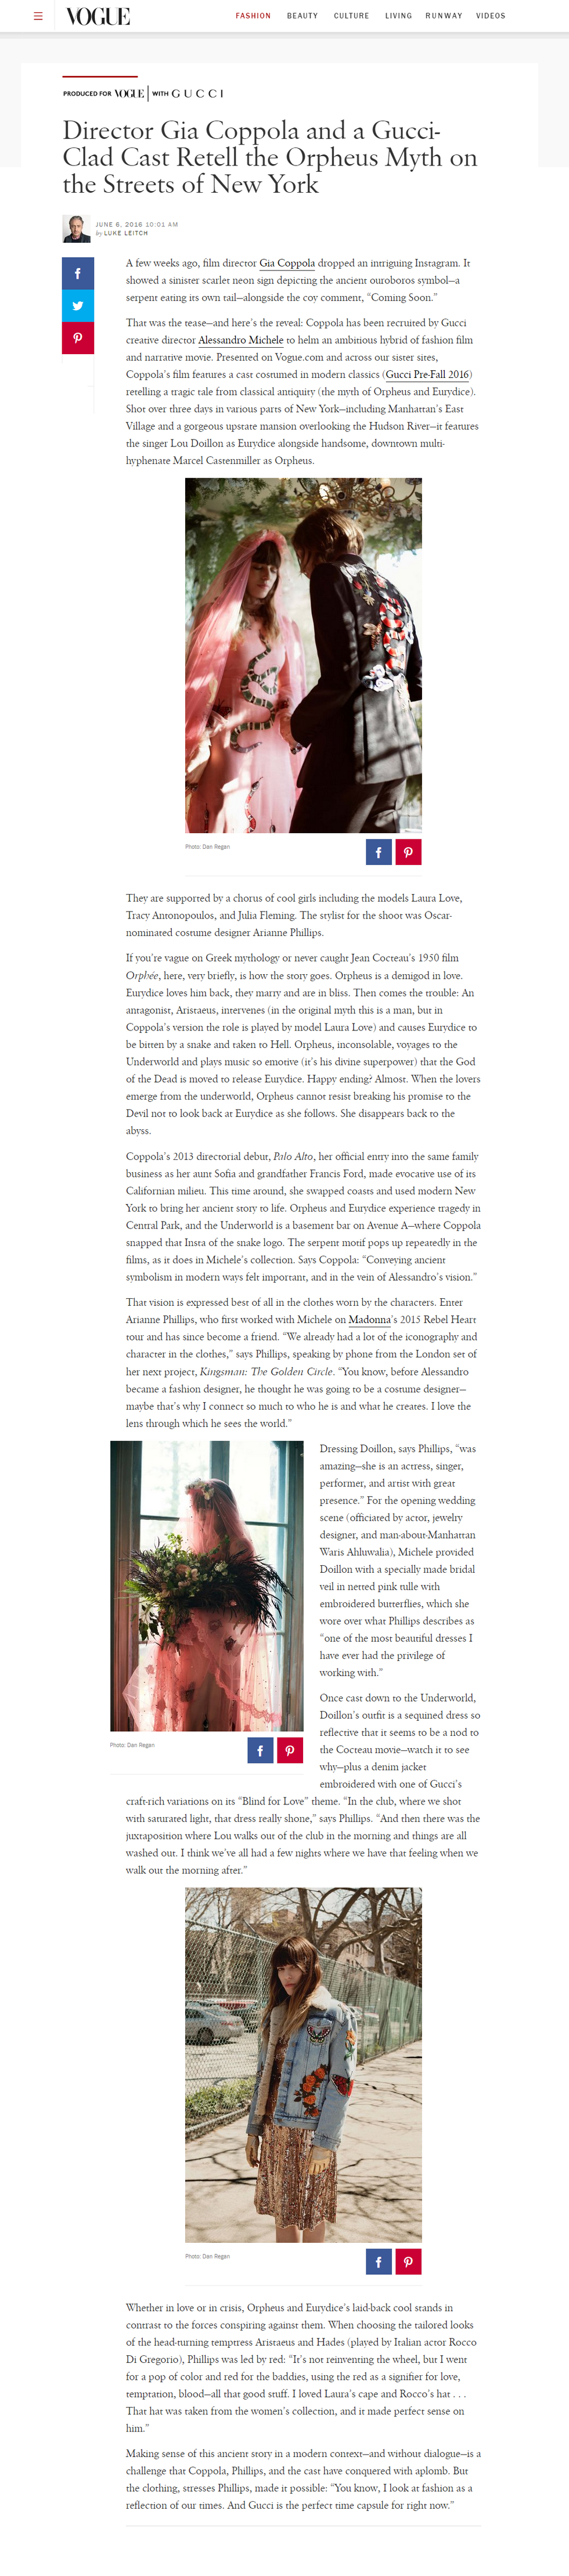 VOGUE
FASHION BEAUTY CULTURE LIVING RUNWAY VIDEOS
PRODUCED FOR VOGUE WITH GUCCI
Director Gia Coppola and a Gucci-
Clad Cast Retell the Orpheus Myth on
the Streets of New York
JUNE 6, 2016 10:01 AM
by LUKE LEITCH
A few weeks ago, film director Gia Coppola dropped an intriguing Instagram. It
showed a sinister scarlet neon sign depicting the ancient ouroboros symbol—a
serpent eating its own tail—alongside the coy comment, “Coming Soon.”
That was the tease—and here’s the reveal: Coppola has been recruited by Gucci
creative director Alessandro Michele to helm an ambitious hybrid of fashion film
and narrative movie. Presented on Vogue.com and across our sister sites,
Coppola’s film features a cast costumed in modern classics (Gucci Pre-Fall 2016)
retelling a tragic tale from classical antiquity (the myth of Orpheus and Eurydice).
Shot over three days in various parts of New York—including Manhattan’s East
Village and a gorgeous upstate mansion overlooking the Hudson River—it features
the singer Lou Doillon as Eurydice alongside handsome, downtown multi-
hyphenate Marcel Castenmiller as Orpheus.
Photo: Dan Regan
They are supported by a chorus of cool girls including the models Laura Love,
Tracy Antonopoulos, and Julia Fleming. The stylist for the shoot was Oscar-
nominated costume designer Arianne Phillips.
If you’re vague on Greek mythology or never caught Jean Cocteau’s 1950 film
Orphée, here, very briefly, is how the story goes. Orpheus is a demigod in love.
Eurydice loves him back, they marry and are in bliss. Then comes the trouble: An
antagonist, Aristaeus, intervenes (in the original myth this is a man, but in
Coppola’s version the role is played by model Laura Love) and causes Eurydice to
be bitten by a snake and taken to Hell. Orpheus, inconsolable, voyages to the
Underworld and plays music so emotive (it’s his divine superpower) that the God
of the Dead is moved to release Eurydice. Happy ending? Almost. When the lovers
emerge from the underworld, Orpheus cannot resist breaking his promise to the
Devil not to look back at Eurydice as she follows. She disappears back to the
abyss.
Coppola’s 2013 directorial debut, Palo Alto, her official entry into the same family
business as her aunt Sofia and grandfather Francis Ford, made evocative use of its
Californian milieu. This time around, she swapped coasts and used modern New
York to bring her ancient story to life. Orpheus and Eurydice experience tragedy in
Central Park, and the Underworld is a basement bar on Avenue A—where Coppola
snapped that Insta of the snake logo. The serpent motif pops up repeatedly in the
films, as it does in Michele’s collection. Says Coppola: “Conveying ancient
symbolism in modern ways felt important, and in the vein of Alessandro’s vision.”
That vision is expressed best of all in the clothes worn by the characters. Enter
Arianne Phillips, who first worked with Michele on Madonna’s 2015 Rebel Heart
tour and has since become a friend. “We already had a lot of the iconography and
character in the clothes,” says Phillips, speaking by phone from the London set of
her next project, Kingsman: The Golden Circle. “You know, before Alessandro
became a fashion designer, he thought he was going to be a costume designer—
maybe that’s why I connect so much to who he is and what he creates. I love the
lens through which he sees the world.”
Dressing Doillon, says Phillips, “was
amazing—she is an actress, singer,
performer, and artist with great
presence.” For the opening wedding
scene (officiated by actor, jewelry
designer, and man-about-Manhattan
Waris Ahluwalia), Michele provided
Doillon with a specially made bridal
veil in netted pink tulle with
embroidered butterflies, which she
wore over what Phillips describes as
“one of the most beautiful dresses I
have ever had the privilege of
working with.”
Photo: Dan Regan
Once cast down to the Underworld,
Doillon’s outfit is a sequined dress so
reflective that it seems to be a nod to
the Cocteau movie—watch it to see
why—plus a denim jacket
embroidered with one of Gucci’s
craft-rich variations on its “Blind for Love” theme. “In the club, where we shot
with saturated light, that dress really shone,” says Phillips. “And then there was the
juxtaposition where Lou walks out of the club in the morning and things are all
washed out. I think we’ve all had a few nights where we have that feeling when we
walk out the morning after.”
Photo: Dan Regan
Whether in love or in crisis, Orpheus and Eurydice’s laid-back cool stands in
contrast to the forces conspiring against them. When choosing the tailored looks
of the head-turning temptress Aristaeus and Hades (played by Italian actor Rocco
Di Gregorio), Phillips was led by red: “It’s not reinventing the wheel, but I went
for a pop of color and red for the baddies, using the red as a signifier for love,
temptation, blood—all that good stuff. I loved Laura’s cape and Rocco’s hat . . .
That hat was taken from the women’s collection, and it made perfect sense on
him.”
Making sense of this ancient story in a modern context—and without dialogue—is a
challenge that Coppola, Phillips, and the cast have conquered with aplomb. But
the clothing, stresses Phillips, made it possible: “You know, I look at fashion as a
reflection of our times. And Gucci is the perfect time capsule for right now.”